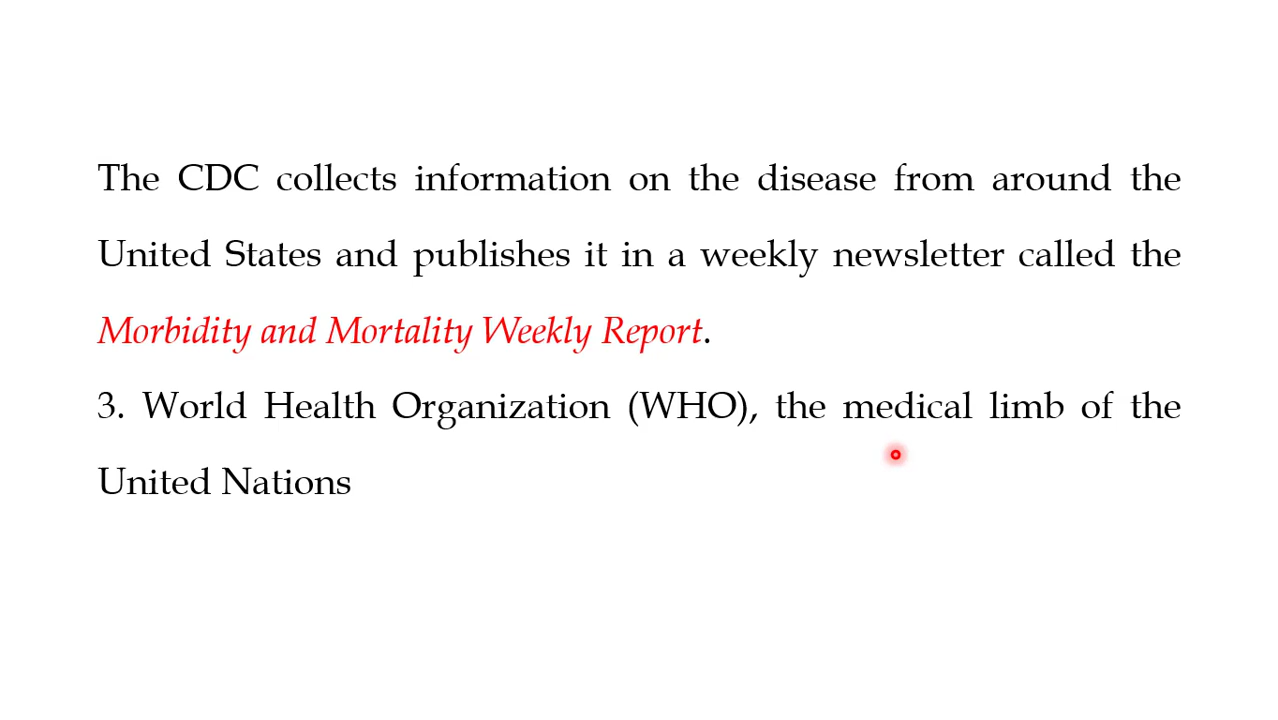 The CDC collects information on the disease from around the
United States and publishes it in a weekly newsletter called the
Morbidity and Mortality Weekly Report.
3. World Health Organization (WHO), the medical limb of the
United Nations